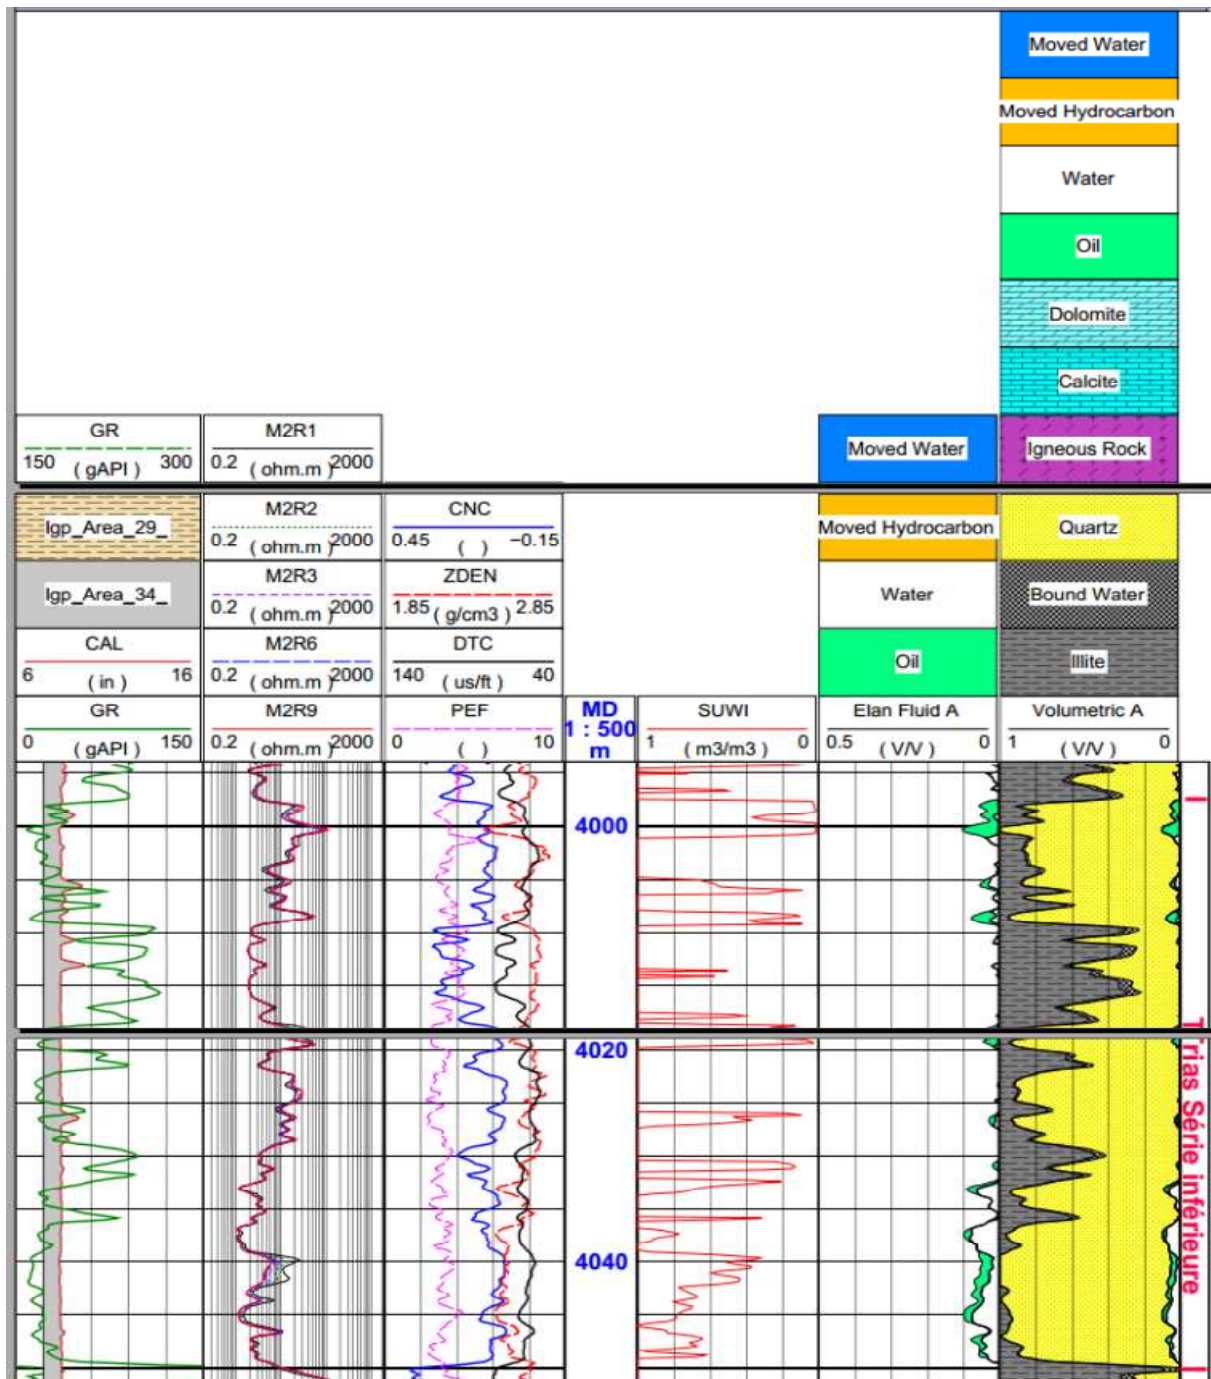 Moved Water
Moved Hydrocarbon
Water
Oil
Dolomite
Calcite
GR
150 ( gAPI ) 300
M2R1
0.2 ( ohm.m ) 2000
Moved Water
Igneous Rock
Igp_Area_29_
M2R2
0.2 ( ohm.m ) 2000
CNC
0.45 ( ) −0.15
Moved Hydrocarbon
Quartz
Igp_Area_34_
M2R3
0.2 ( ohm.m ) 2000
ZDEN
1.85 ( g/cm3 ) 2.85
Water
Bound Water
CAL
6 ( in ) 16
M2R6
0.2 ( ohm.m ) 2000
DTC
140 ( us/ft ) 40
Oil
Illite
GR
0 ( gAPI ) 150
M2R9
0.2 ( ohm.m ) 2000
PEF
0 ( ) 10
MD
1 : 500
m
SUWI
1 ( m3/m3 ) 0
Elan Fluid A
0.5 ( V/V ) 0
Volumetric A
1 ( V/V ) 0
4000
4020
4040
Trias Série inférieure